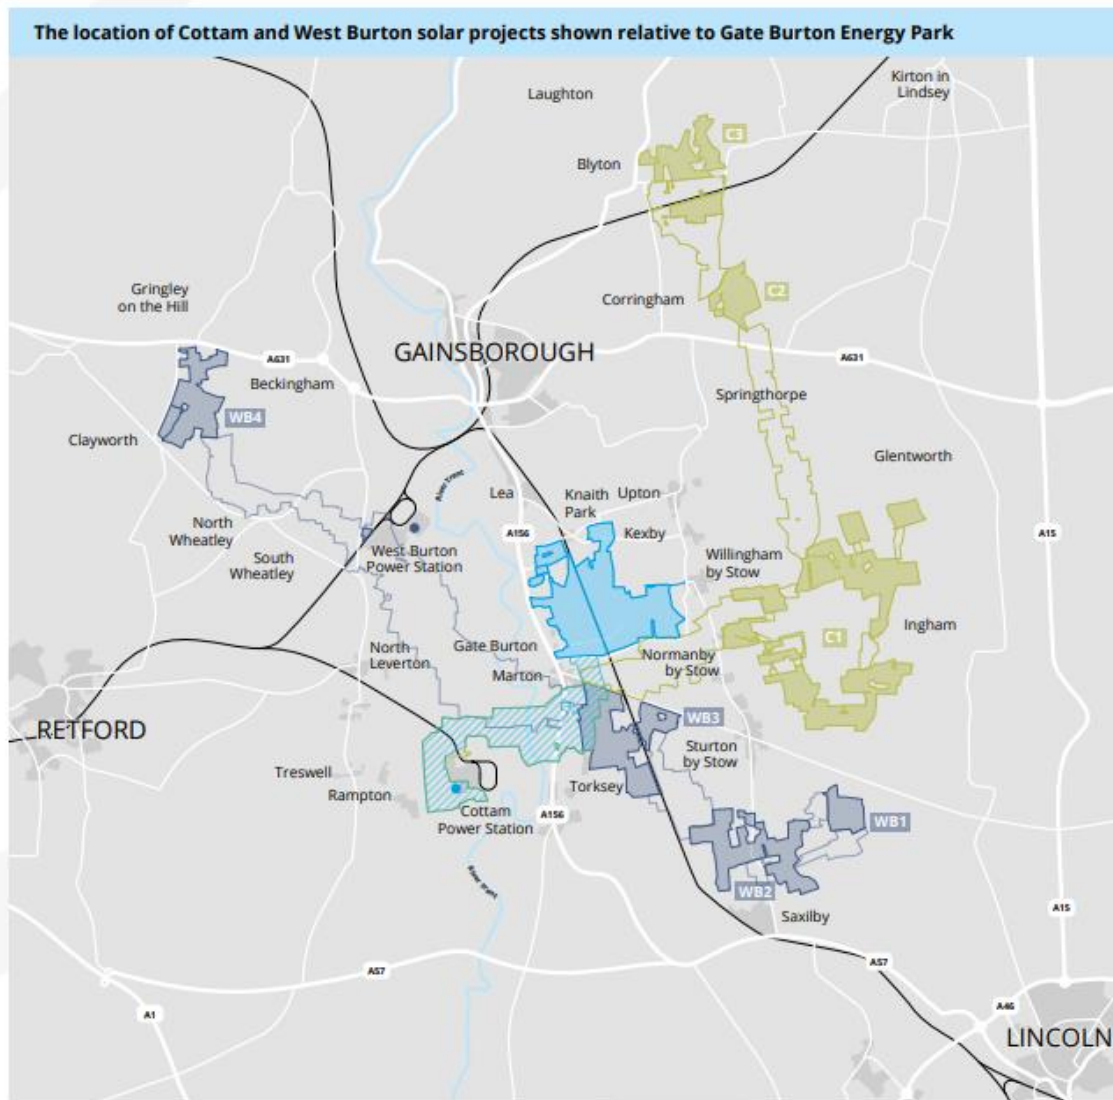 The location of Cottam and West Burton solar projects shown relative to Gate Burton Energy Park
Kirton in
Lindsey
Laughton
C3
Blyton
Gringley
on the Hill
C2
Corringham
GAINSBOROUGH
A631
A631
Beckingham
Springthorpe
WB4
Clayworth
Glentworth
River Trent
Lea
Knaith
Park
Upton
North
Wheatley
A156
Kexby
A15
West Burton
Power Station
South
Wheatley
Willingham
by Stow
C1
Ingham
North
Leverton
Gate Burton
Normanby
by Stow
Marton
RETFORD
WB3
Sturton
by Stow
Treswell
Rampton
Torksey
Cottam
Power Station
A156
WB1
River Trent
WB2
Saxilby
A15
A57
A57
A1
A46
LINCOLN